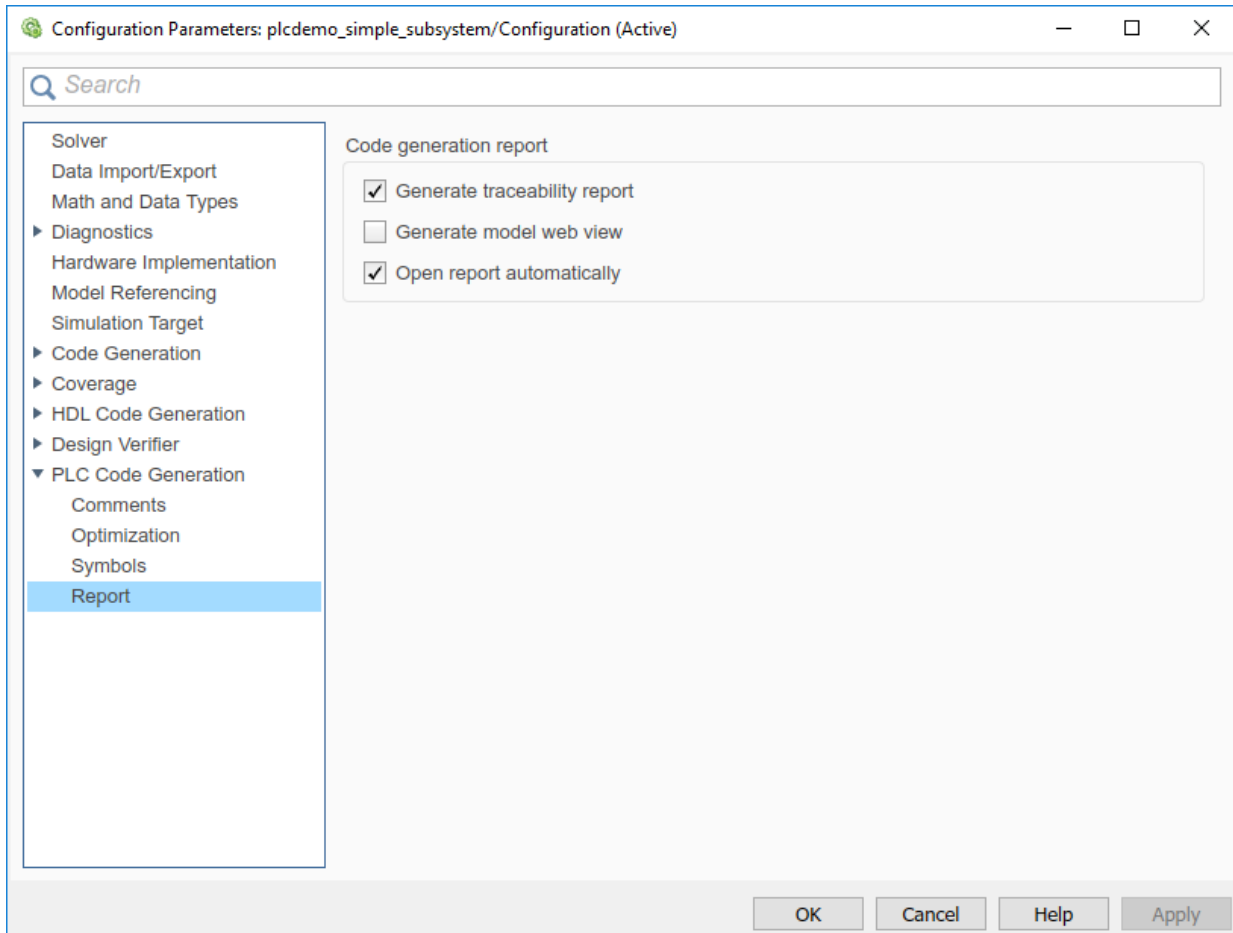 Configuration Parameters: plcdemo_simple_subsystem/Configuration (Active)
Search
Solver
Data Import/Export
Math and Data Types
Diagnostics
Hardware Implementation
Model Referencing
Simulation Target
Code Generation
Coverage
HDL Code Generation
Design Verifier
PLC Code Generation
Comments
Optimization
Symbols
Report
Code generation report
Generate traceability report
Generate model web view
Open report automatically
OK Cancel Help Apply